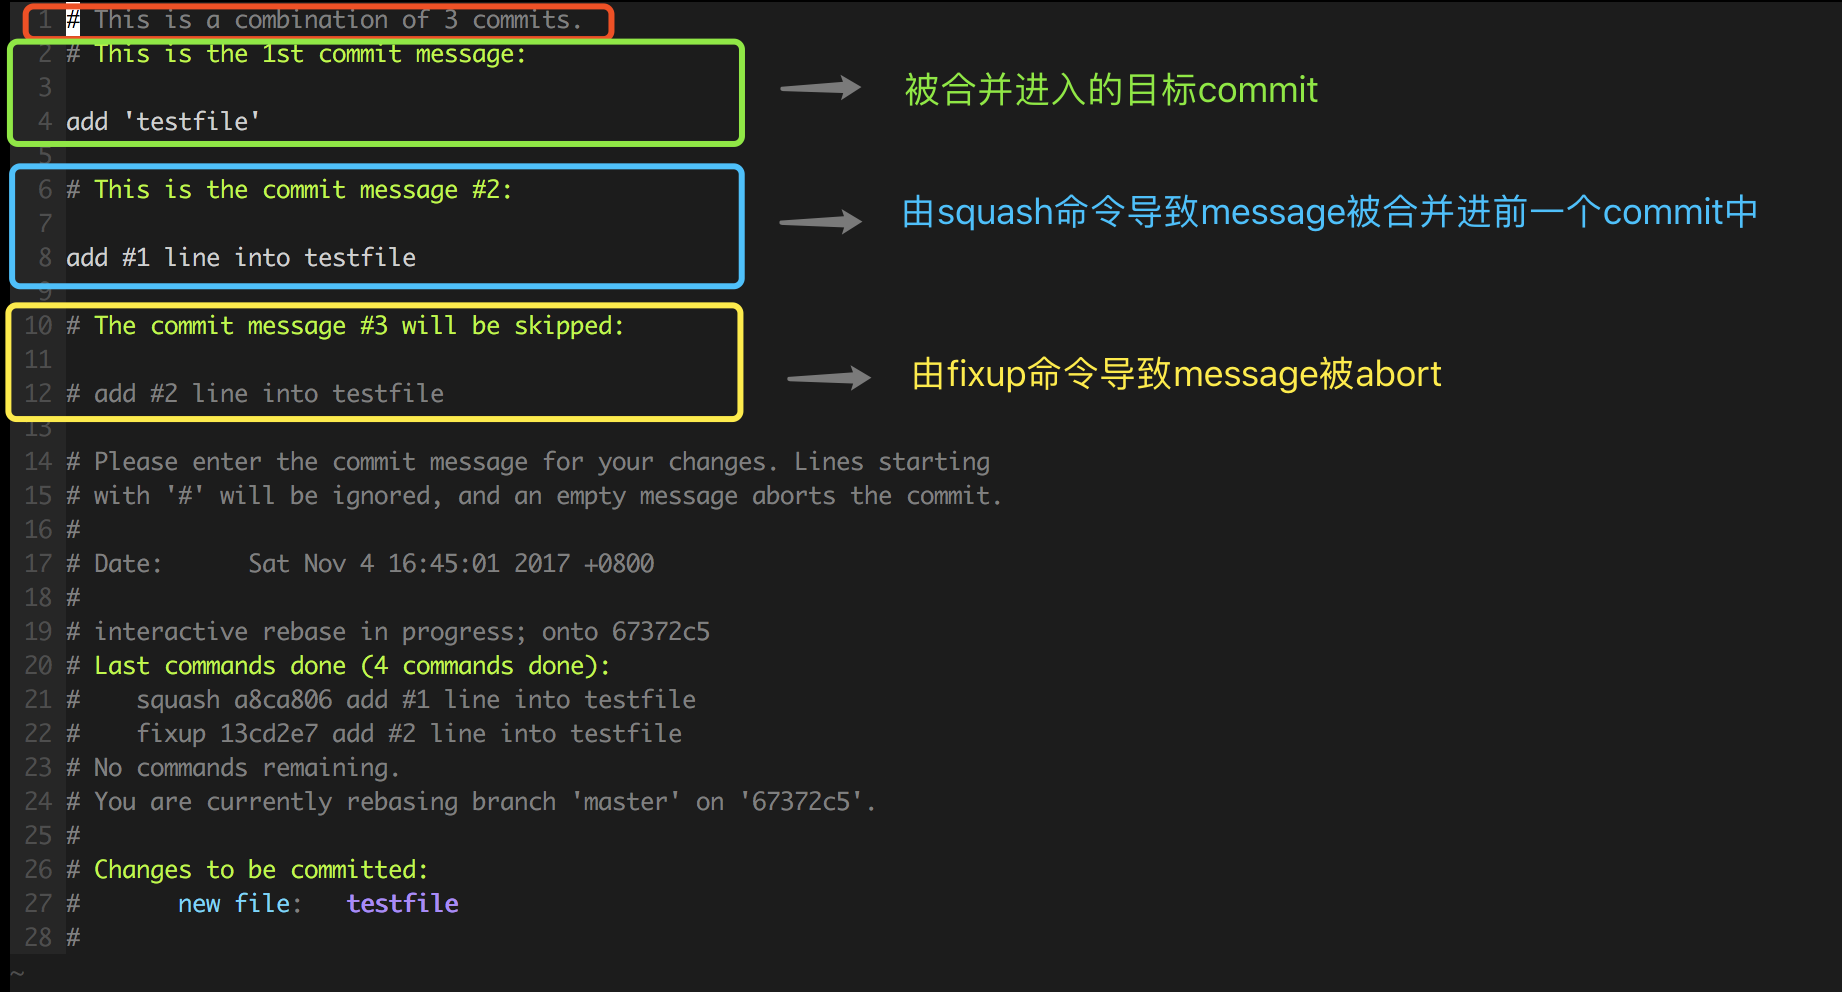 1 # This is a combination of 3 commits.
2 # This is the 1st commit message:
3
被合并进入的目标commit
4 add 'testfile'
5
6 # This is the commit message #2:
由squash命令导致message被合并进前一个commit中
7
8 add #1 line into testfile
9
10 # The commit message #3 will be skipped:
11
由fixup命令导致message被abort
12 # add #2 line into testfile
13
14 # Please enter the commit message for your changes. Lines starting
15 # with '#' will be ignored, and an empty message aborts the commit.
16 #
17 # Date:      Sat Nov 4 16:45:01 2017 +0800
18 #
19 # interactive rebase in progress; onto 67372c5
20 # Last commands done (4 commands done):
21 #    squash a8ca806 add #1 line into testfile
22 #    fixup 13cd2e7 add #2 line into testfile
23 # No commands remaining.
24 # You are currently rebasing branch 'master' on '67372c5'.
25 #
26 # Changes to be committed:
27 #       new file:   testfile
28 #
~